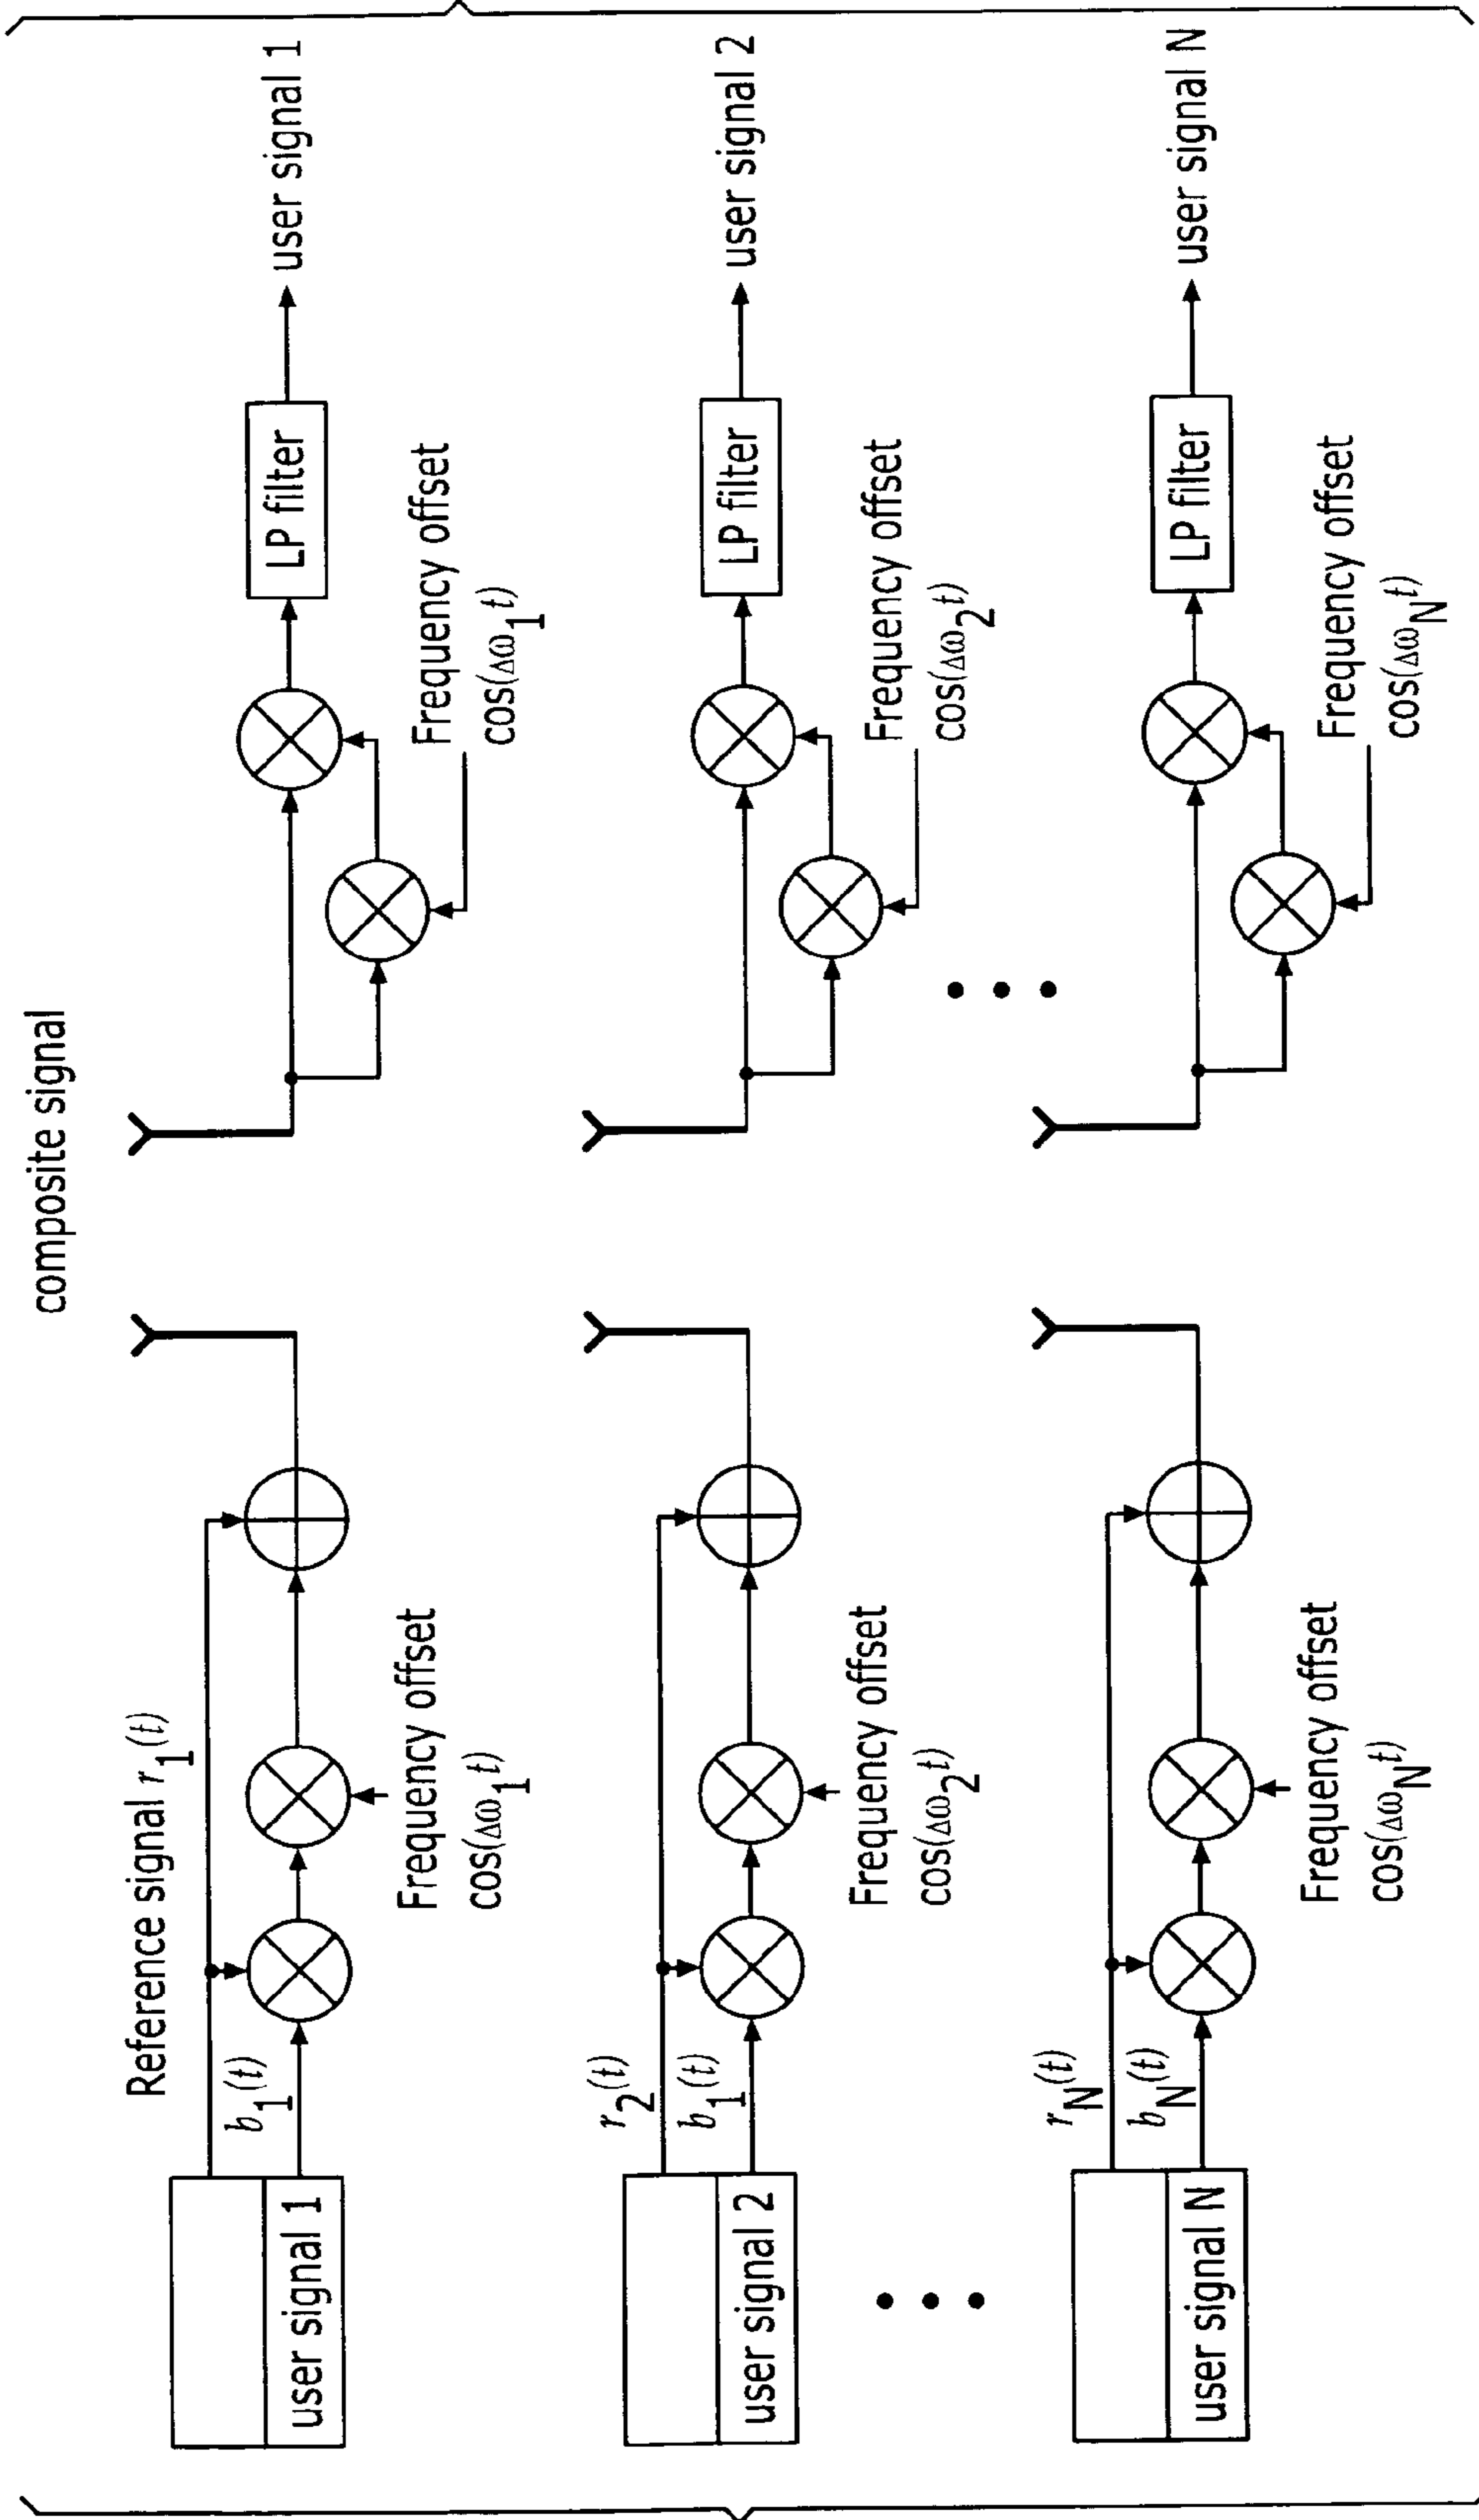 composite signal
Reference signal r1(t)
b1(t)
user signal 1
Frequency offset
cos(Δω1t)
LP filter
user signal 1
Frequency offset
cos(Δω1t)
r2(t)
b1(t)
user signal 2
Frequency offset
cos(Δω2t)
LP filter
user signal 2
Frequency offset
cos(Δω2t)
rN(t)
bN(t)
user signal N
Frequency offset
cos(ΔωNt)
LP filter
user signal N
Frequency offset
cos(ΔωNt)